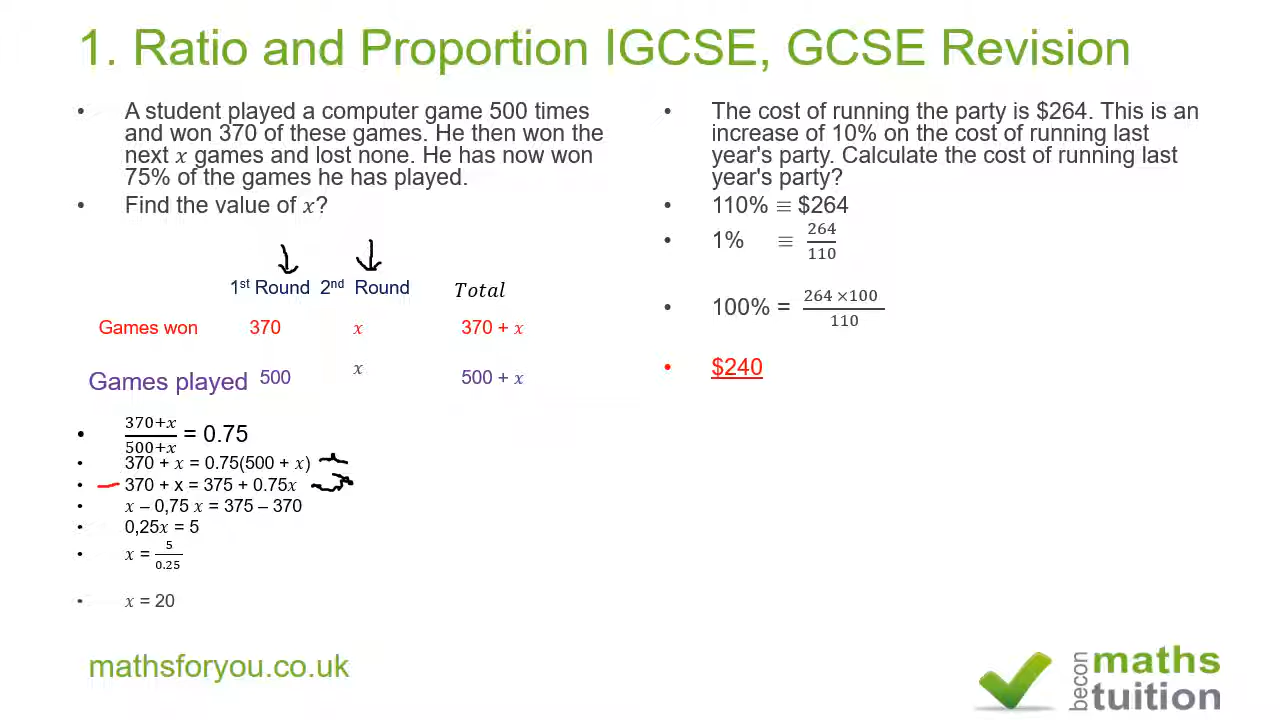 1. Ratio and Proportion IGCSE, GCSE Revision
• A student played a computer game 500 times
and won 370 of these games. He then won the
next x games and lost none. He has now won
75% of the games he has played.
• Find the value of x?
1st Round 2nd Round Total
Games won 370 x 370 + x
Games played 500 x 500 + x
• 370+x/500+x = 0.75
• 370 + x = 0.75(500 + x)
• 370 + x = 375 + 0.75x
• x – 0,75 x = 375 – 370
• 0,25x = 5
• x = 5/0.25
• x = 20
• The cost of running the party is $264. This is an
increase of 10% on the cost of running last
year's party. Calculate the cost of running last
year's party?
• 110% ≡ $264
• 1% ≡ 264/110
• 100% = 264 ×100/110
• $240
mathsforyou.co.uk
becon
maths
tuition